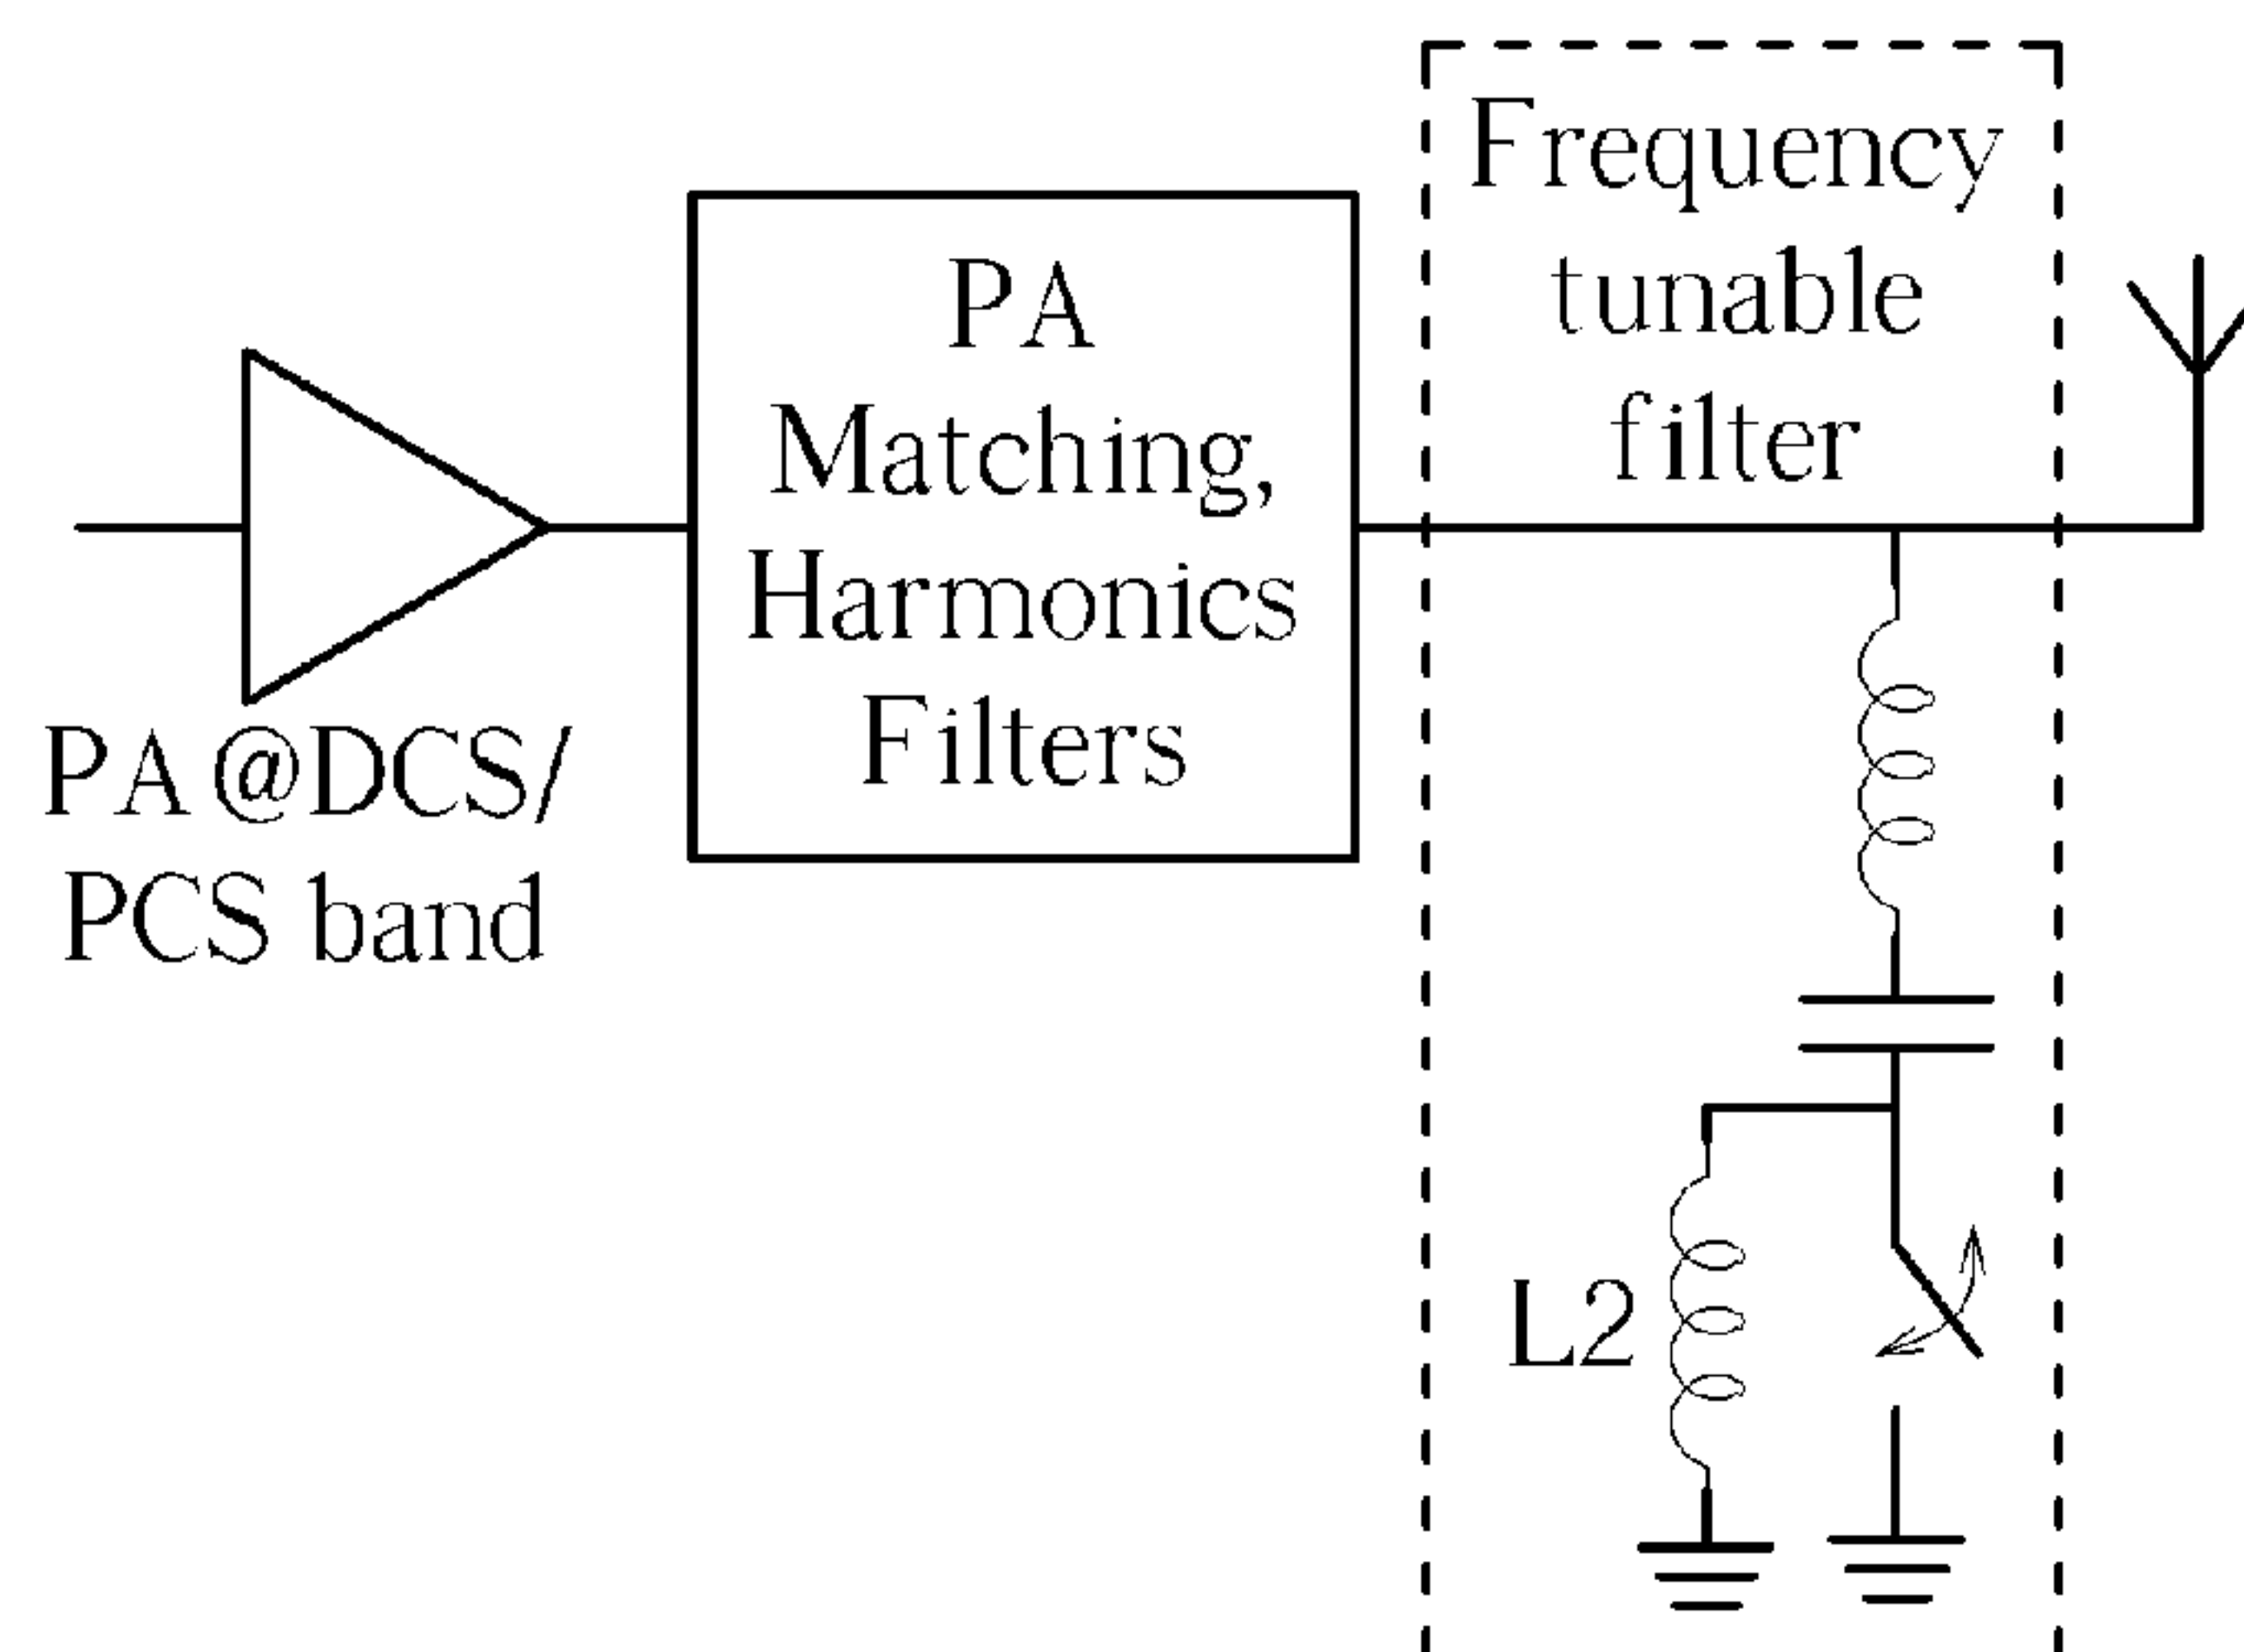 PA @DCS/
PCS band
PA
Matching,
Harmonics
Filters
Frequency
tunable
filter
L2